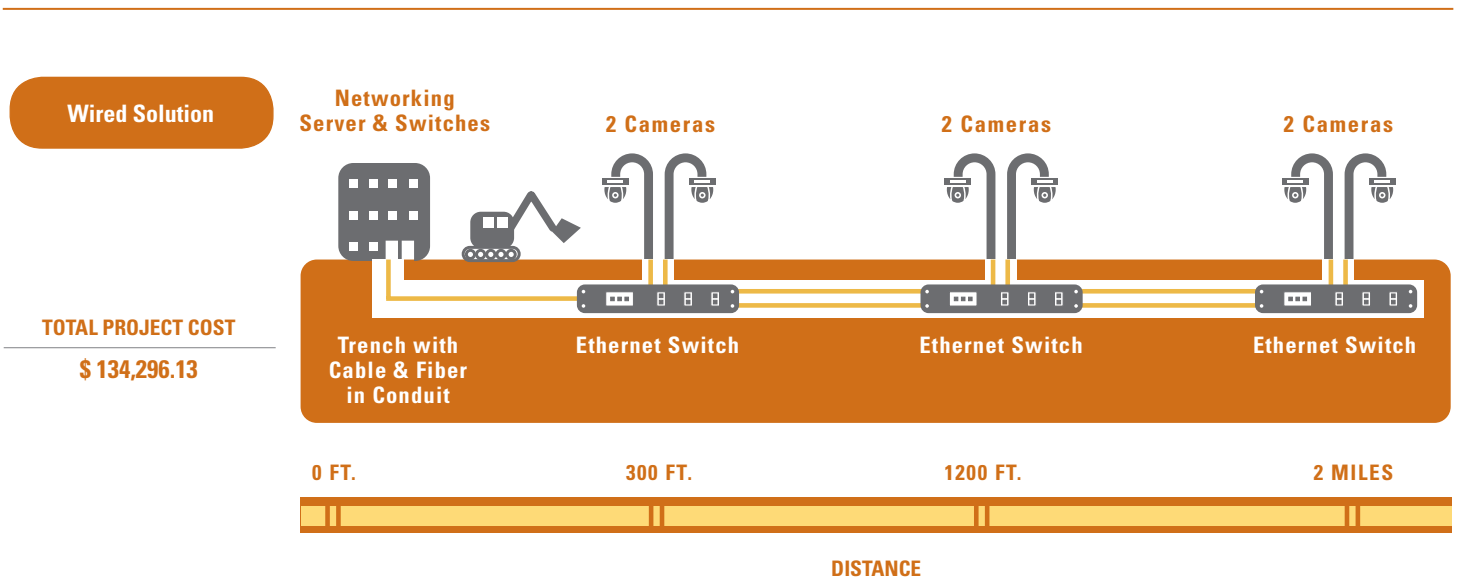 Wired Solution
Networking
Server & Switches
2 Cameras
2 Cameras
2 Cameras
TOTAL PROJECT COST
$ 134,296.13
Trench with
Cable & Fiber
in Conduit
Ethernet Switch
Ethernet Switch
Ethernet Switch
0 FT.
300 FT.
1200 FT.
2 MILES
DISTANCE